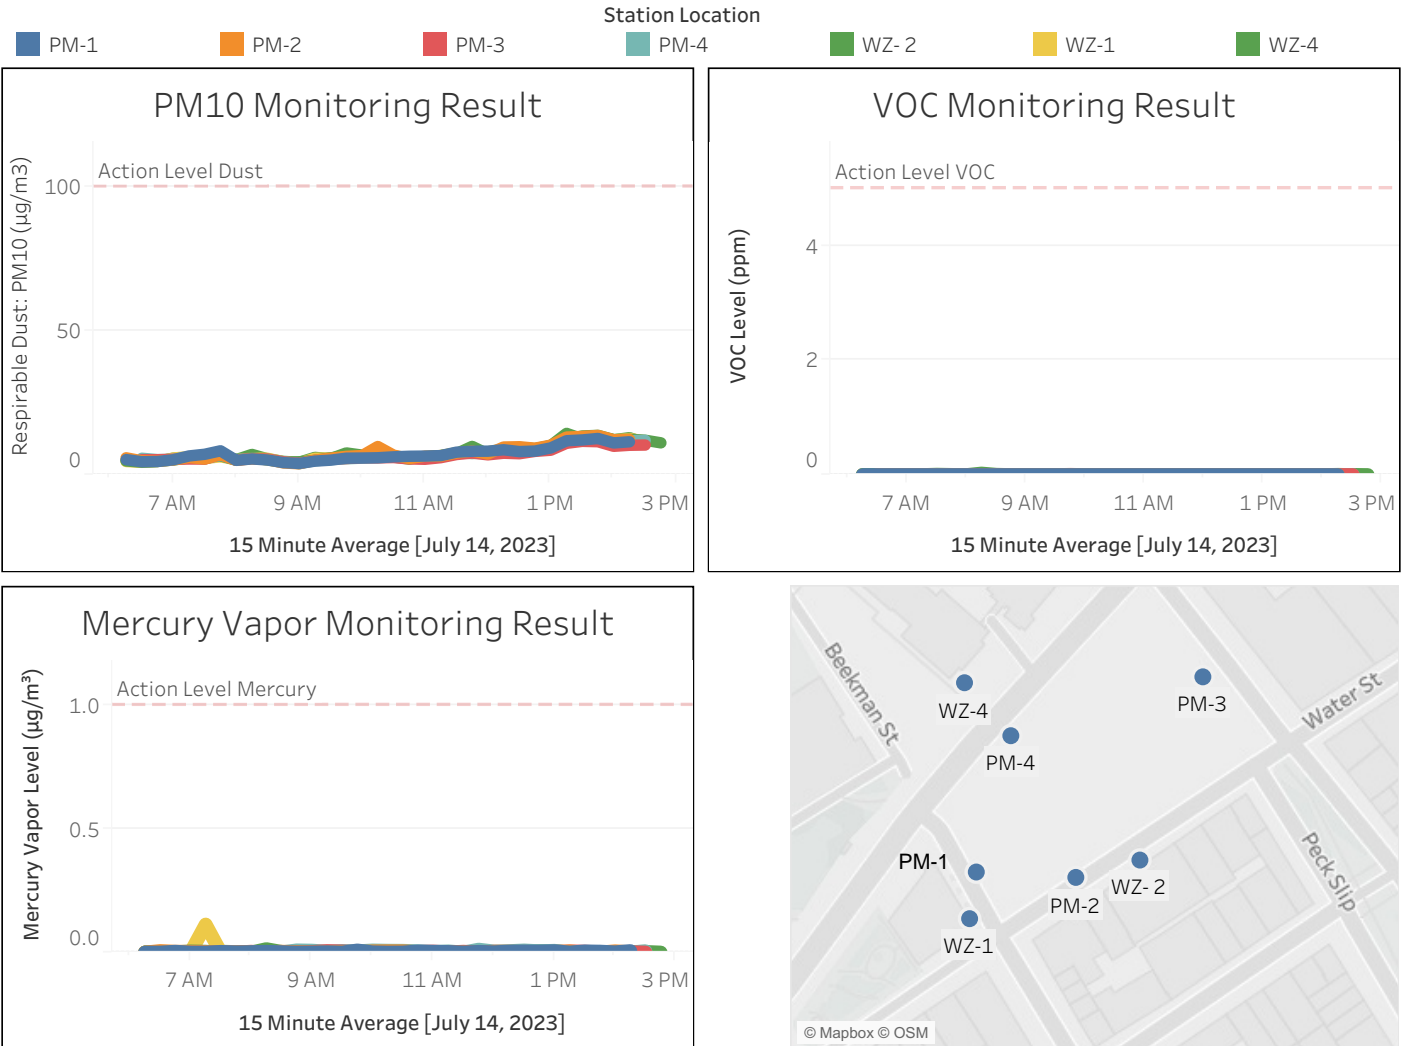 Station Location
PM-1
PM-2
PM-3
PM-4
WZ- 2
WZ-1
WZ-4
PM10 Monitoring Result
Action Level Dust
Respirable Dust: PM10 (µg/m3)
100
50
0
7 AM
9 AM
11 AM
1 PM
3 PM
15 Minute Average [July 14, 2023]
VOC Monitoring Result
Action Level VOC
VOC Level (ppm)
4
2
0
7 AM
9 AM
11 AM
1 PM
3 PM
15 Minute Average [July 14, 2023]
Mercury Vapor Monitoring Result
Action Level Mercury
Mercury Vapor Level (µg/m³)
1.0
0.5
0.0
7 AM
9 AM
11 AM
1 PM
3 PM
15 Minute Average [July 14, 2023]
Beekman St
WZ-4
PM-3
Water St
PM-4
PM-1
WZ- 2
PM-2
Peck Slip
WZ-1
© Mapbox © OSM